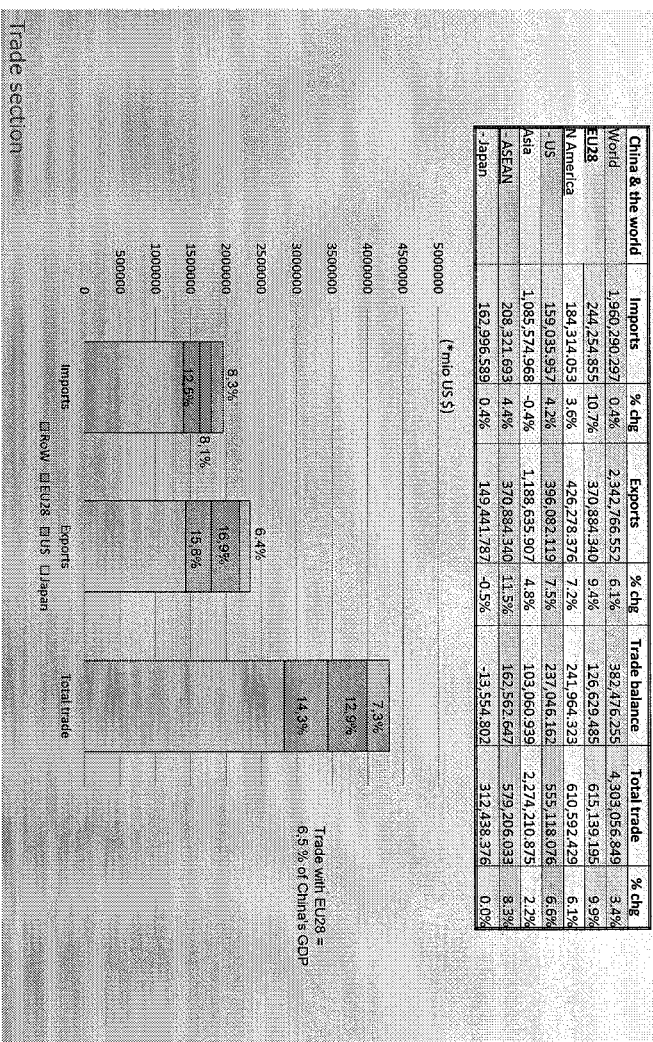 China & the world Imports % chg Exports % chg Trade balance Total trade % chg
World 1,960,290.297 0.4% 2,342,766.552 6.1% 382,476.255 4,303,056.849 3.4%
EU28 244,254.855 10.7% 370,884.340 9.4% 126,629.485 615,139.195 9.9%
N America 184,314.053 3.6% 426,278.376 7.2% 241,964.323 610,592.429 6.1%
- US 159,035.957 4.2% 396,082.119 7.5% 237,046.162 555,118.076 6.6%
Asia 1,085,574.968 -0.4% 1,188,635.907 4.8% 103,060.939 2,274,210.875 2.2%
- ASEAN 208,321.693 4.4% 370,884.340 11.5% 162,562.647 579,206.033 8.3%
- Japan 162,996.589 0.4% 149,441.787 -0.5% -13,554.802 312,438.376 0.0%
(*mio US $)
5000000
4500000
4000000
3500000
3000000
2500000
2000000
1500000
1000000
500000
0
8.3%
8,1%
12,5%
6.4%
16,9%
15,8%
7,3%
12,9%
14,3%
Imports Exports Total trade
RoW EU28 US Japan
Trade with EU28 =
6,5 % of China's GDP
Trade section